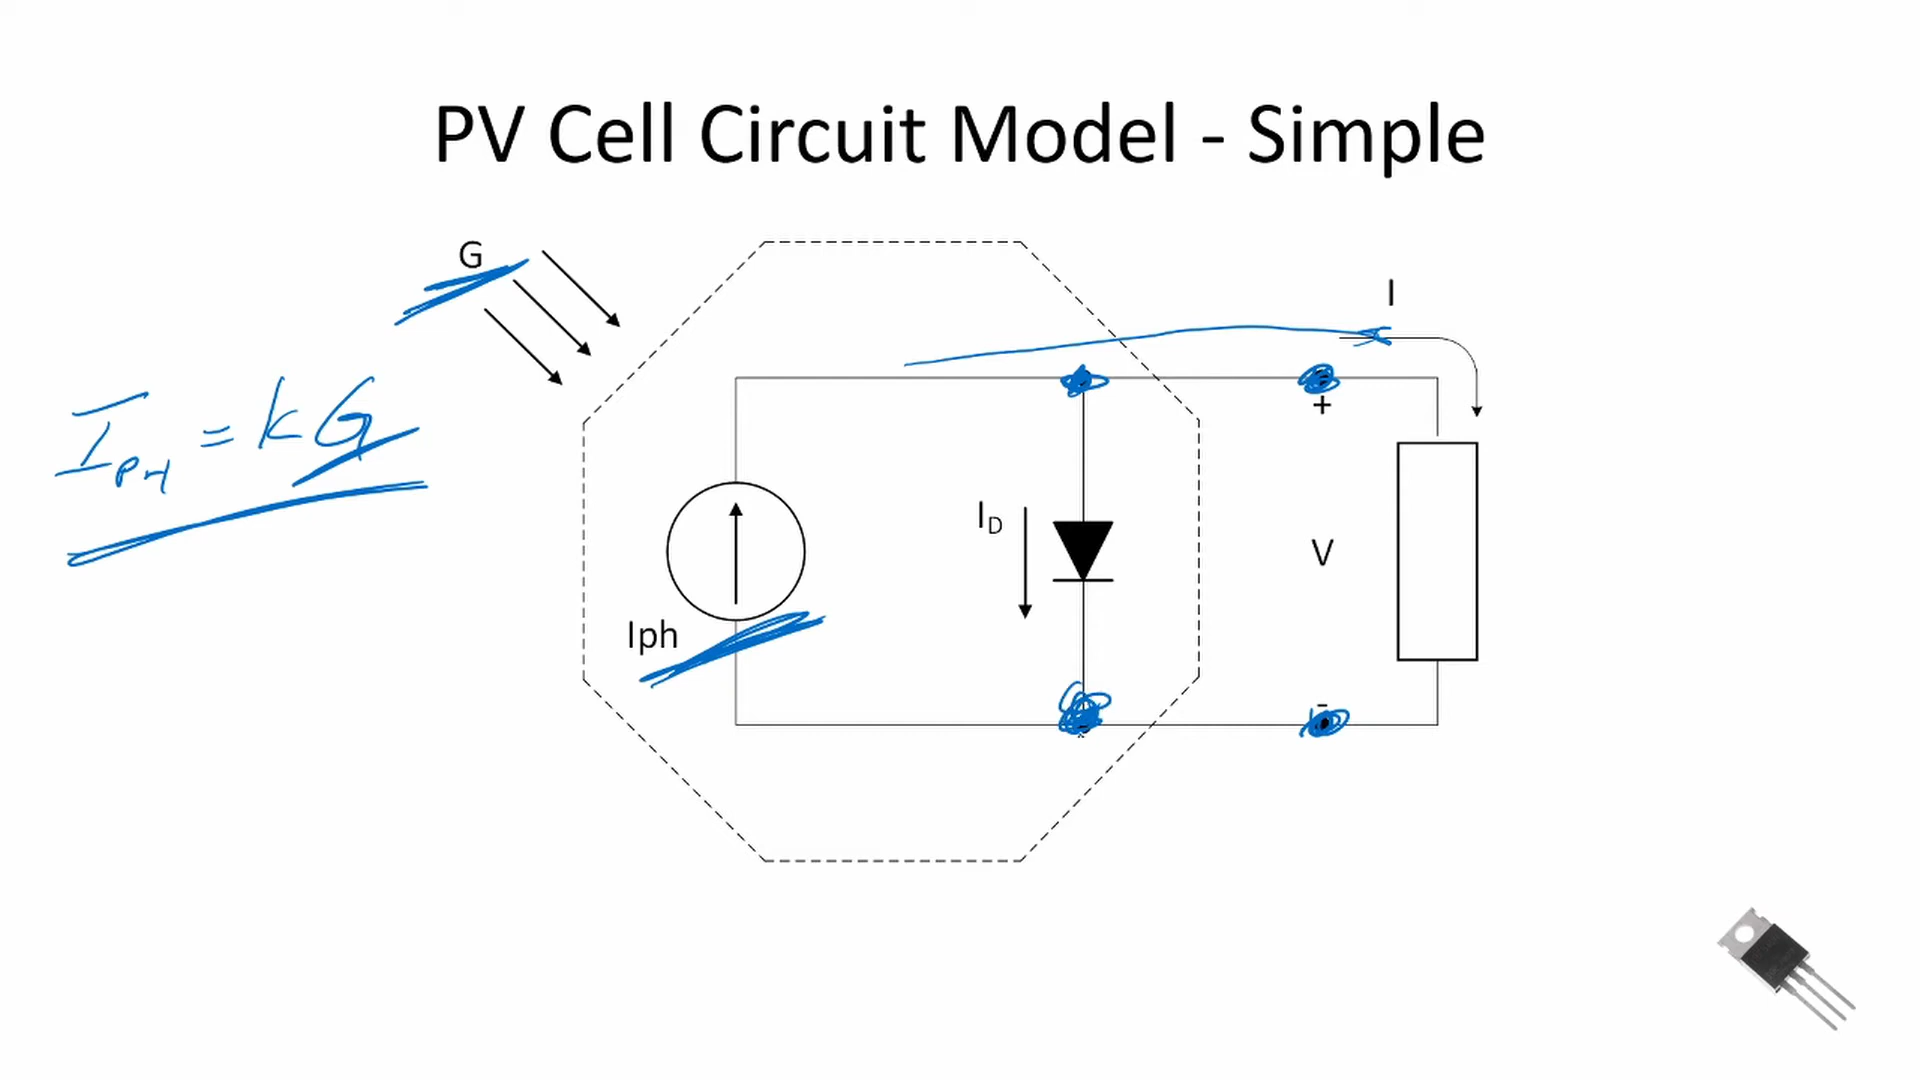 PV Cell Circuit Model - Simple
G
I
I_PH = kG
+
I_D
V
Iph
-